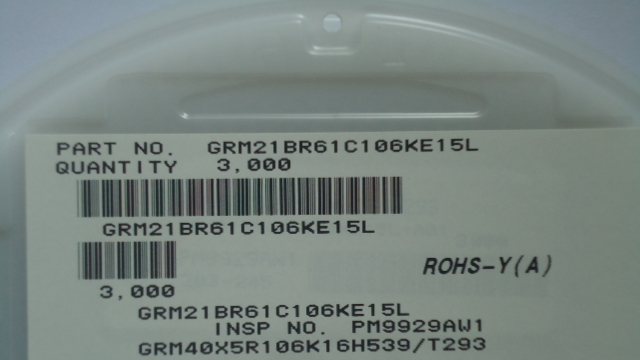 PART NO. GRM21BR61C106KE15L
QUANTITY 3,000
GRM21BR61C106KE15L
ROHS-Y(A)
3,000
GRM21BR61C106KE15L
INSP NO. PM9929AW1
GRM40X5R106K16H539/T293